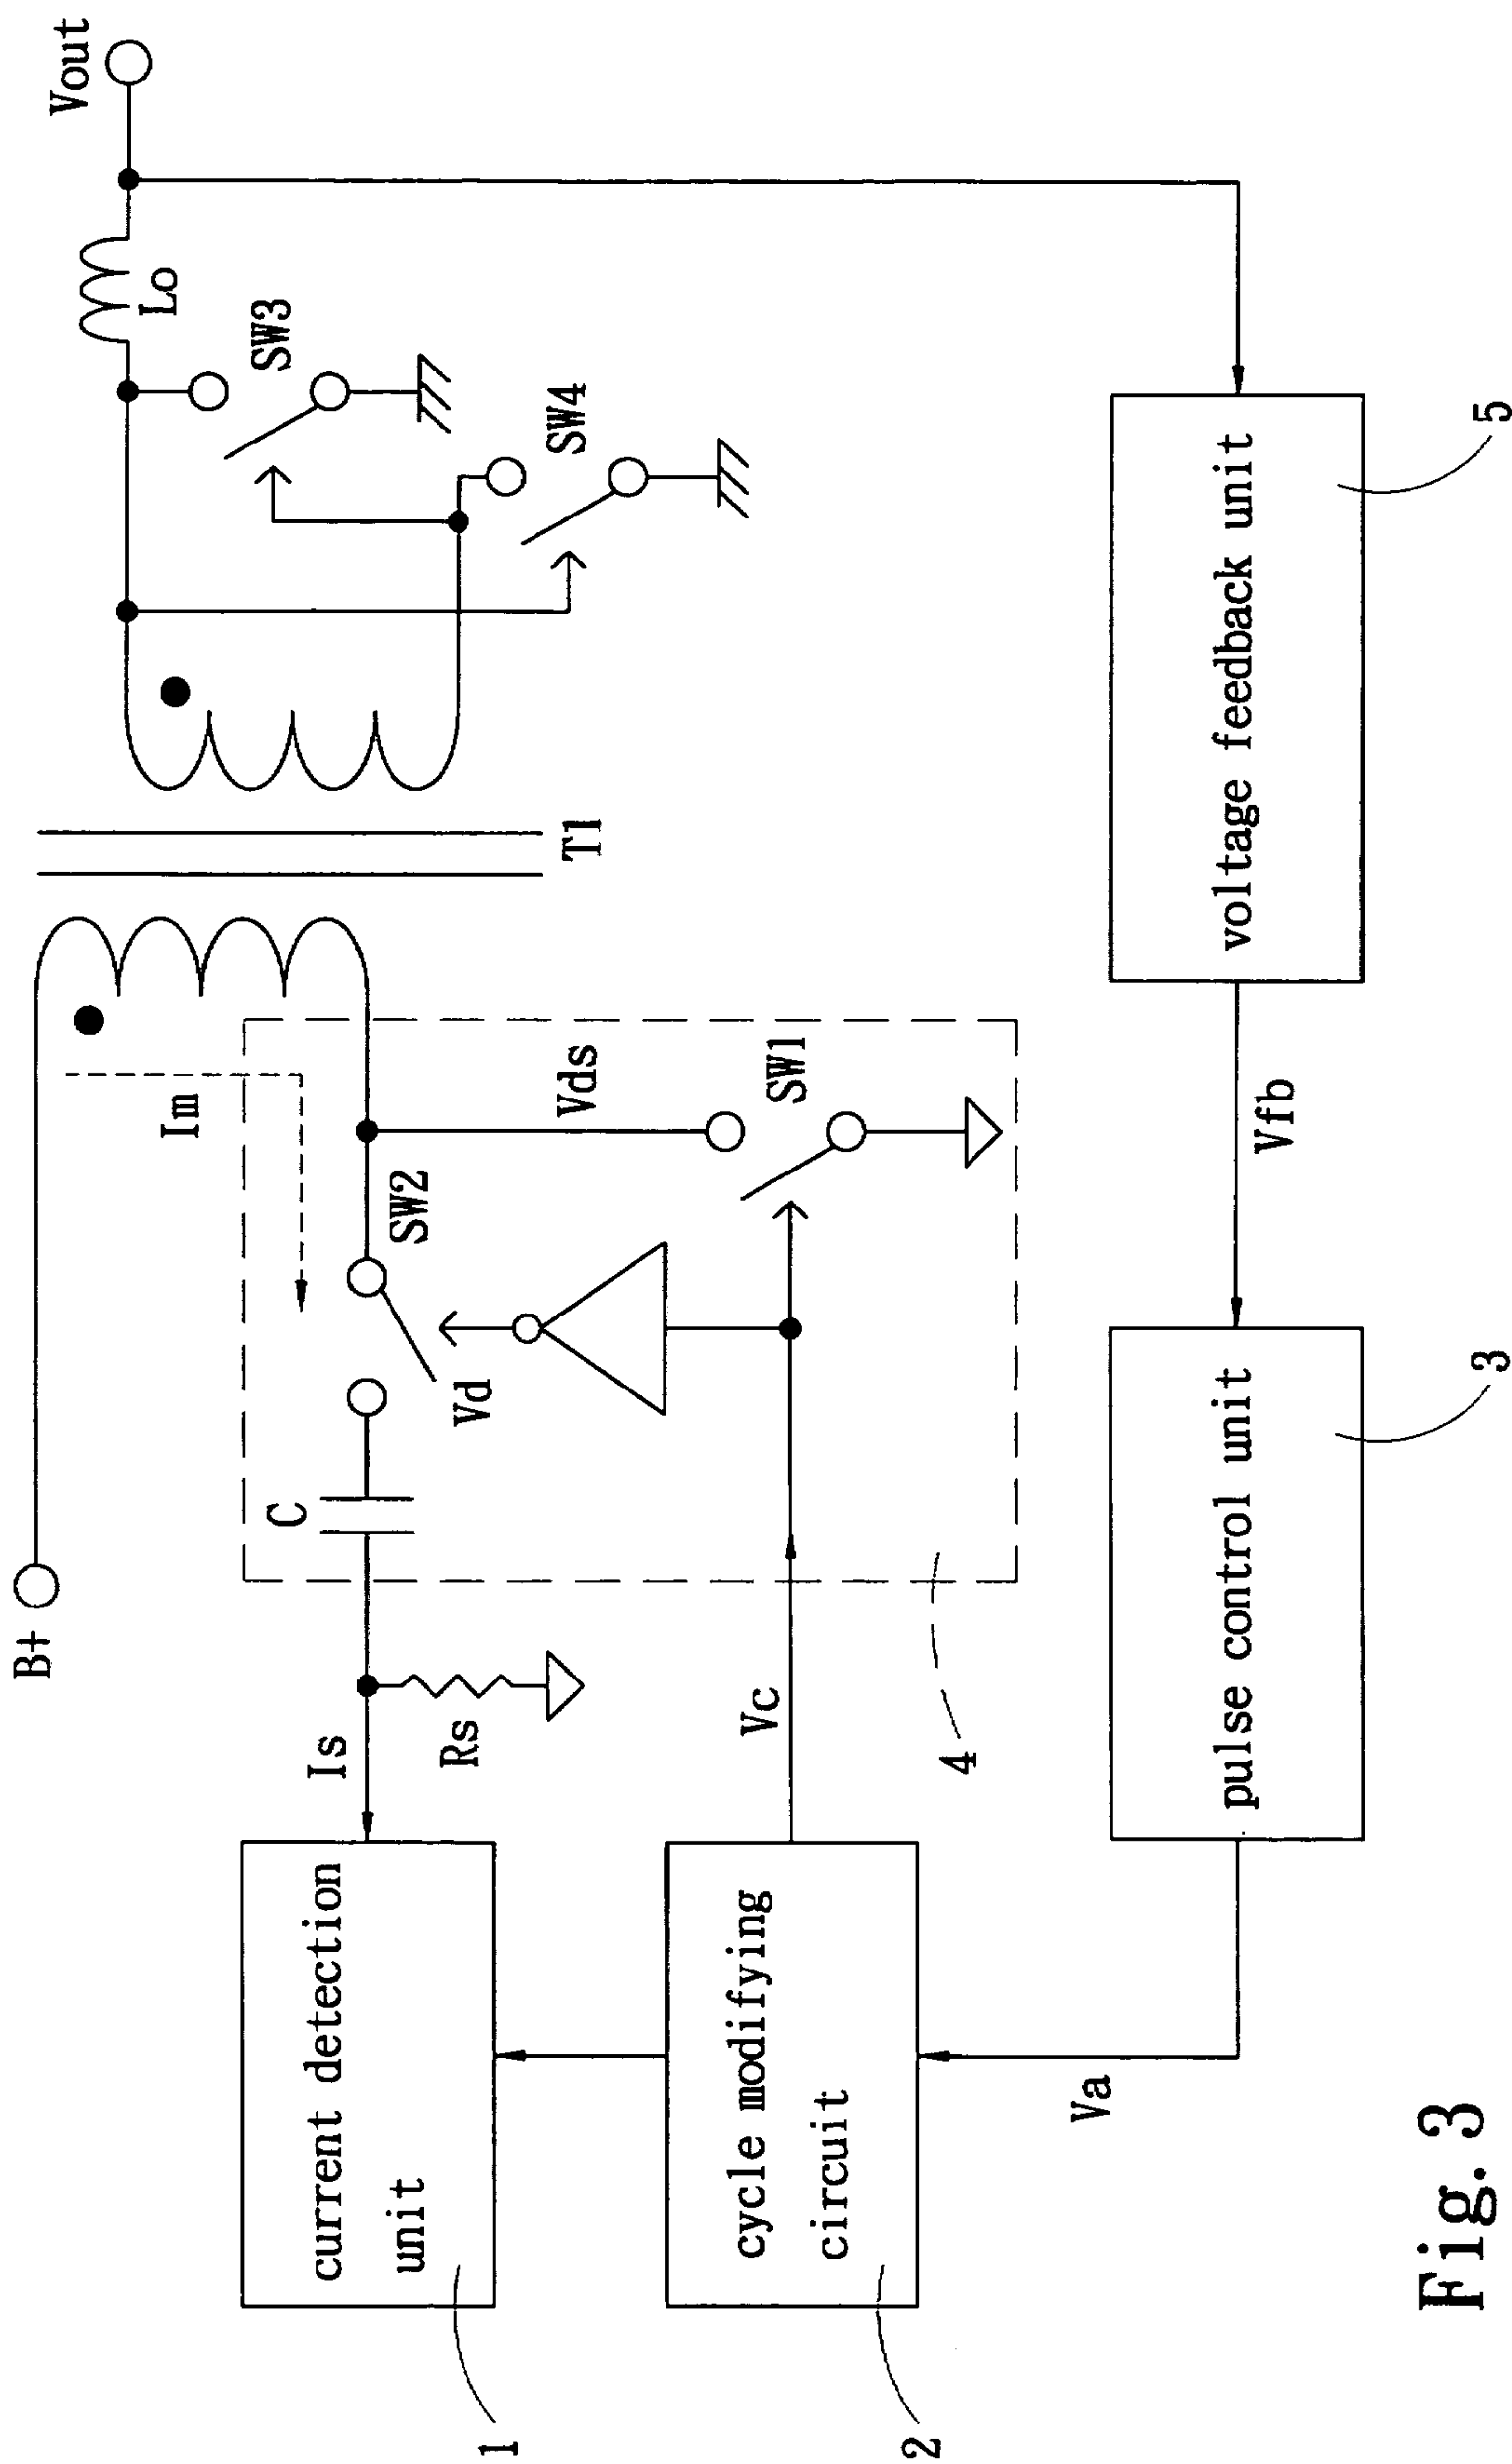 B+
Vout
Im
C
Lo
SW3
Is
Rs
SW2
Vd
Vds
T1
SW4
current detection
unit
1
Vc
SW1
4
cycle modifying
circuit
2
Va
pulse control unit
3
Vfb
voltage feedback unit
5
Fig. 3